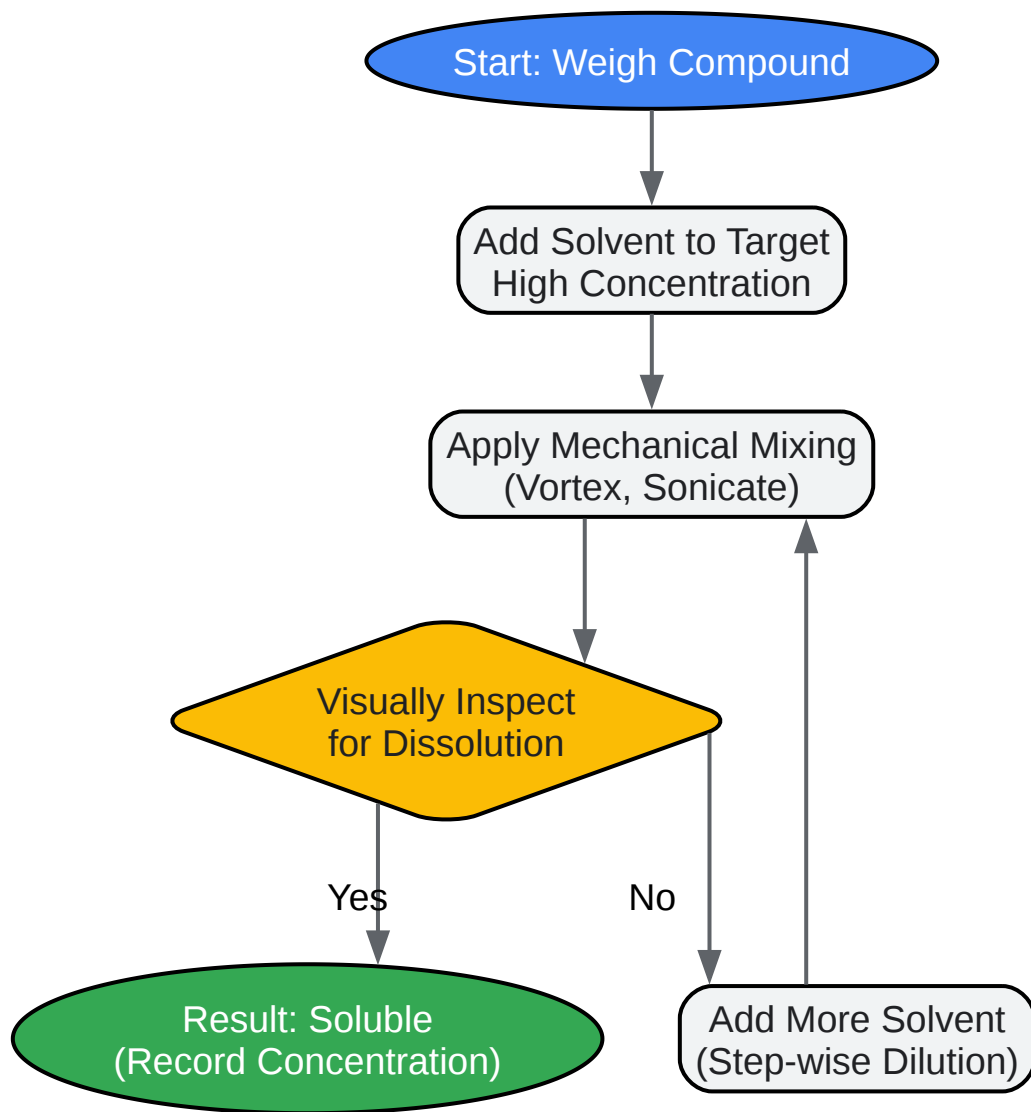 Start: Weigh Compound
Add Solvent to Target
High Concentration
Apply Mechanical Mixing
(Vortex, Sonicate)
Visually Inspect
for Dissolution
Yes
No
Result: Soluble
(Record Concentration)
Add More Solvent
(Step-wise Dilution)